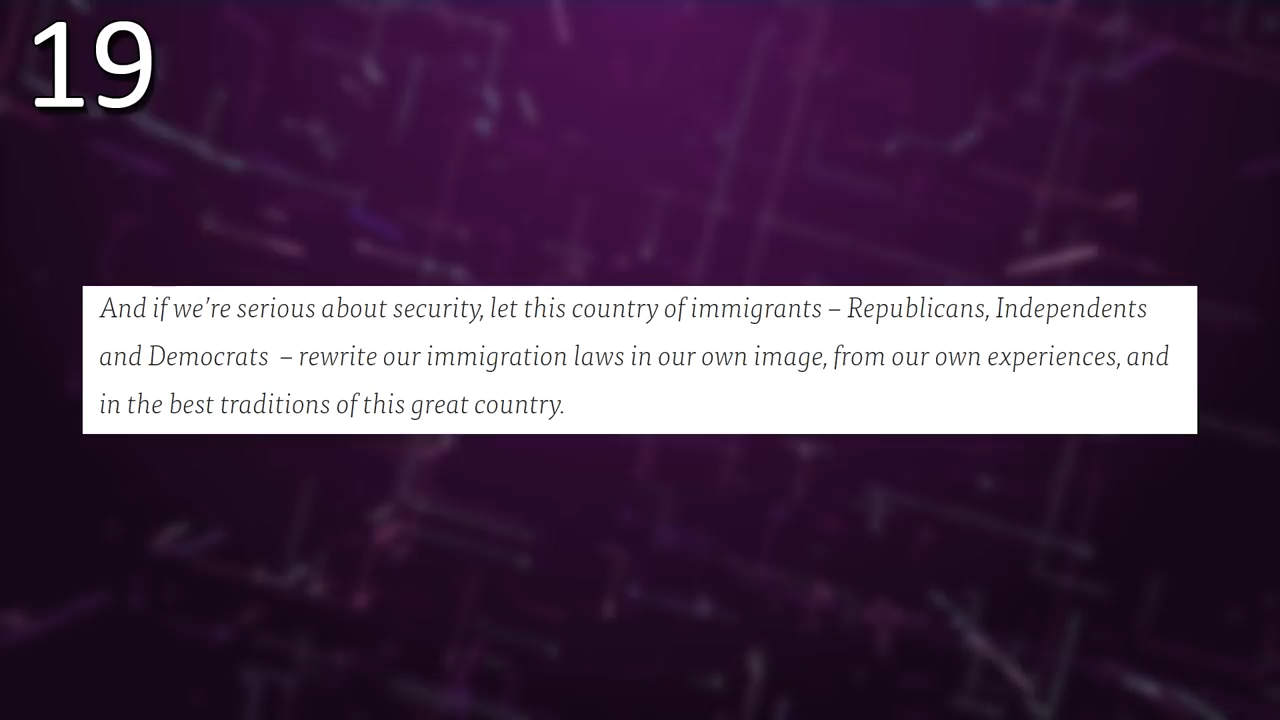 19
And if we’re serious about security, let this country of immigrants – Republicans, Independents
and Democrats – rewrite our immigration laws in our own image, from our own experiences, and
in the best traditions of this great country.